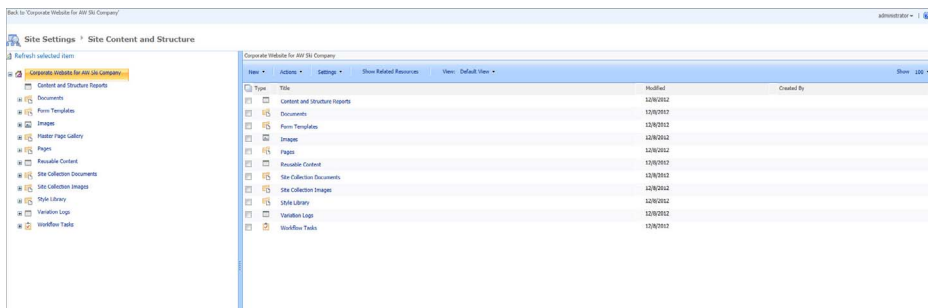 Back to 'Corporate Website for AW Ski Company'
administrator
Site Settings › Site Content and Structure
Refresh selected item
Corporate Website for AW Ski Company
Content and Structure Reports
Documents
Form Templates
Images
Master Page Gallery
Pages
Reusable Content
Site Collection Documents
Site Collection Images
Style Library
Variation Logs
Workflow Tasks
Corporate Website for AW Ski Company
New Actions Settings Show Related Resources View: Default View Show 100
Type Title Modified Created By
Content and Structure Reports 12/8/2012
Documents 12/8/2012
Form Templates 12/8/2012
Images 12/8/2012
Pages 12/8/2012
Reusable Content 12/8/2012
Site Collection Documents 12/8/2012
Site Collection Images 12/8/2012
Style Library 12/8/2012
Variation Logs 12/8/2012
Workflow Tasks 12/8/2012